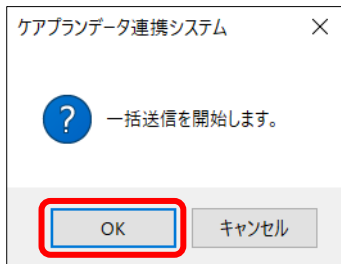 ケアプランデータ連携システム
一括送信を開始します。
OK
キャンセル